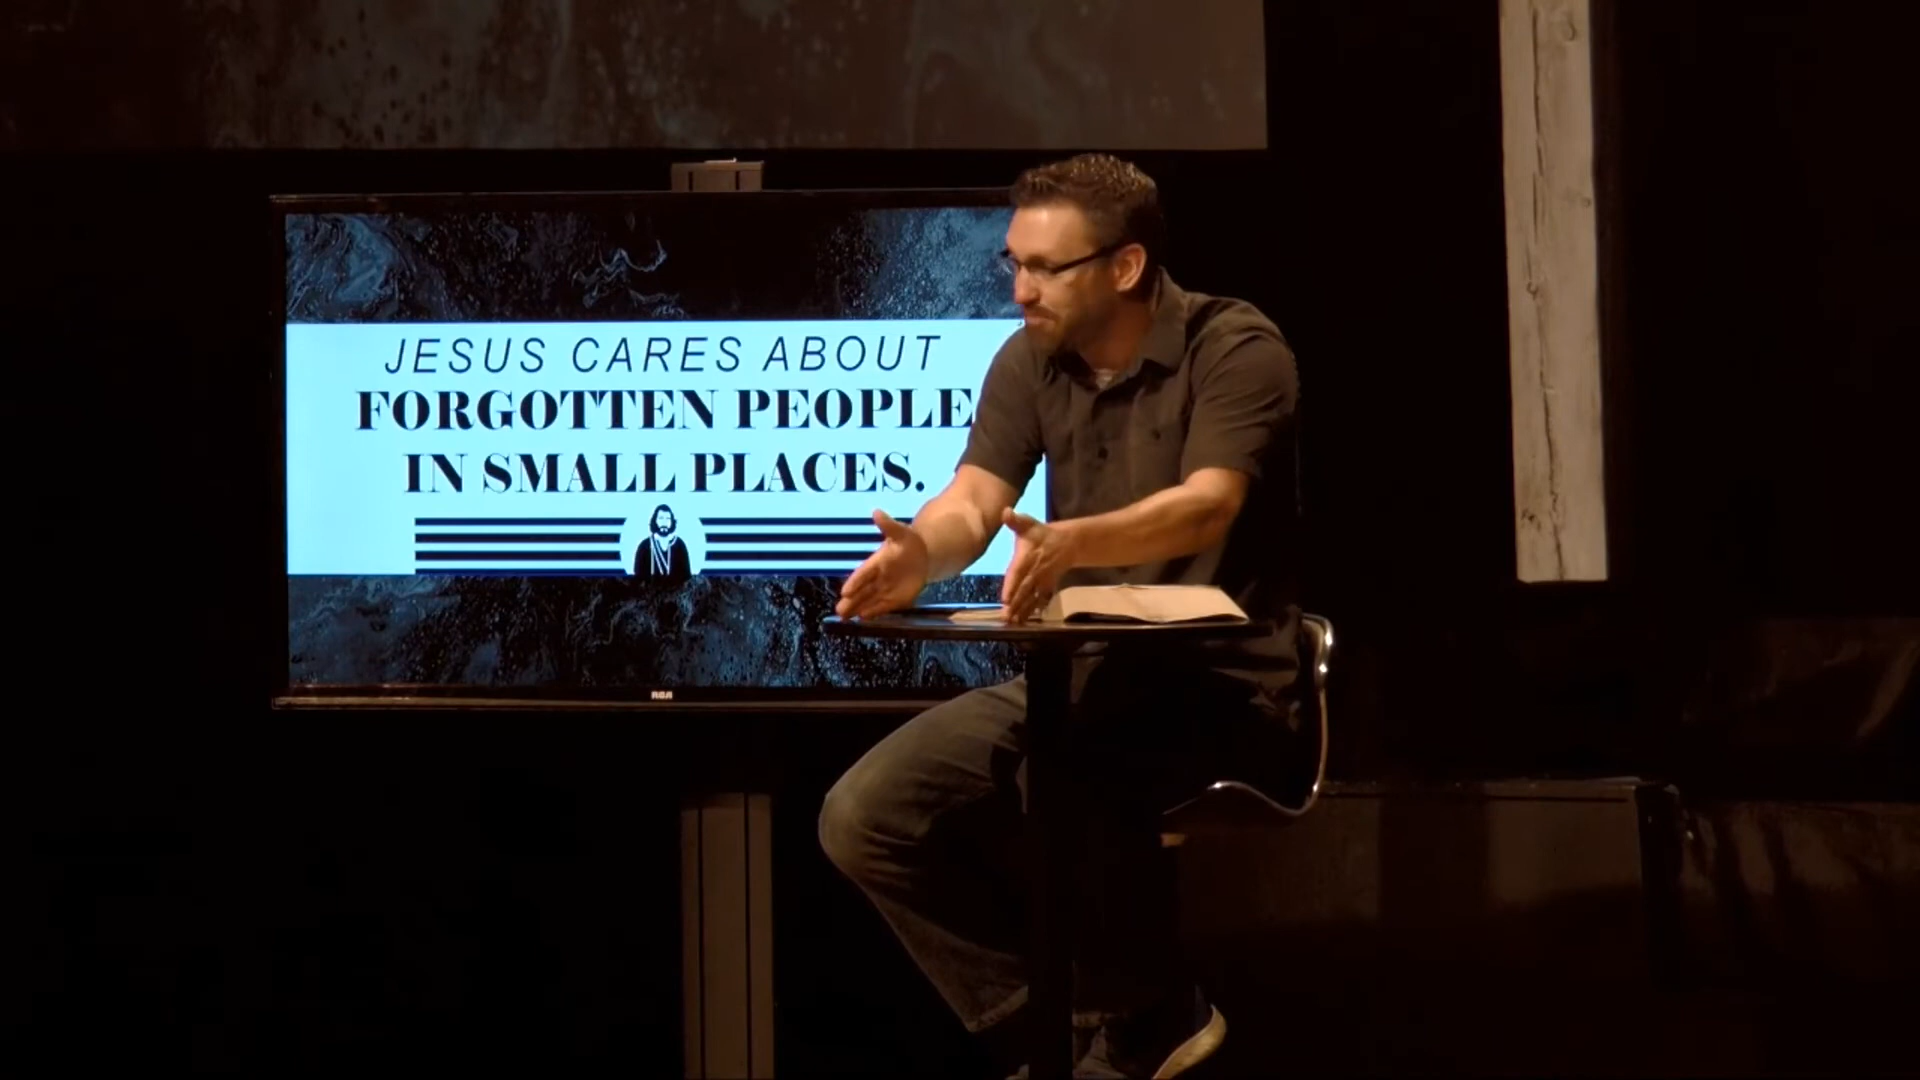 JESUS CARES ABOUT
FORGOTTEN PEOPLE
IN SMALL PLACES.
RCA